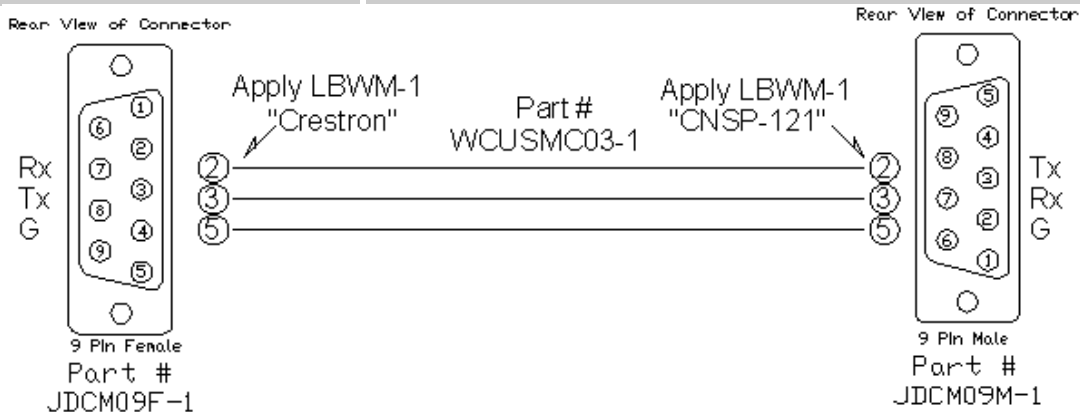 Rear View of Connector
Rear View of Connector
1
6
2
7
3
8
4
9
5
Rx
Tx
G
Apply LBWM-1
"Crestron"
Part #
WCUSMC03-1
Apply LBWM-1
"CNSP-121"
2
3
5
2
3
5
5
9
4
8
3
7
2
6
1
Tx
Rx
G
9 Pin Female
Part #
JDCM09F-1
9 Pin Male
Part #
JDCM09M-1